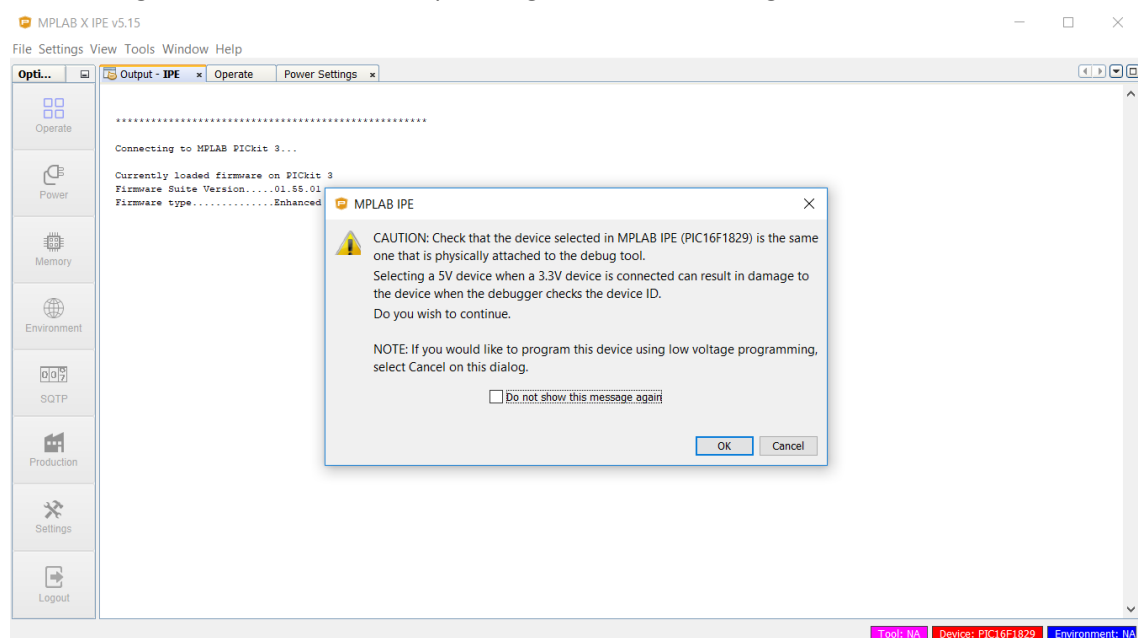 MPLAB X IPE v5.15
File Settings View Tools Window Help
Opti...
Output - IPE x Operate Power Settings x
Operate
Power
Memory
Environment
SQTP
Production
Settings
Logout
*****************************************************
Connecting to MPLAB PICkit 3...
Currently loaded firmware on PICkit 3
Firmware Suite Version.....01.55.01
Firmware type..............Enhanced
MPLAB IPE
CAUTION: Check that the device selected in MPLAB IPE (PIC16F1829) is the same
one that is physically attached to the debug tool.
Selecting a 5V device when a 3.3V device is connected can result in damage to
the device when the debugger checks the device ID.
Do you wish to continue.
NOTE: If you would like to program this device using low voltage programming,
select Cancel on this dialog.
Do not show this message again
OK Cancel
Tool: NA Device: PIC16F1829 Environment: NA